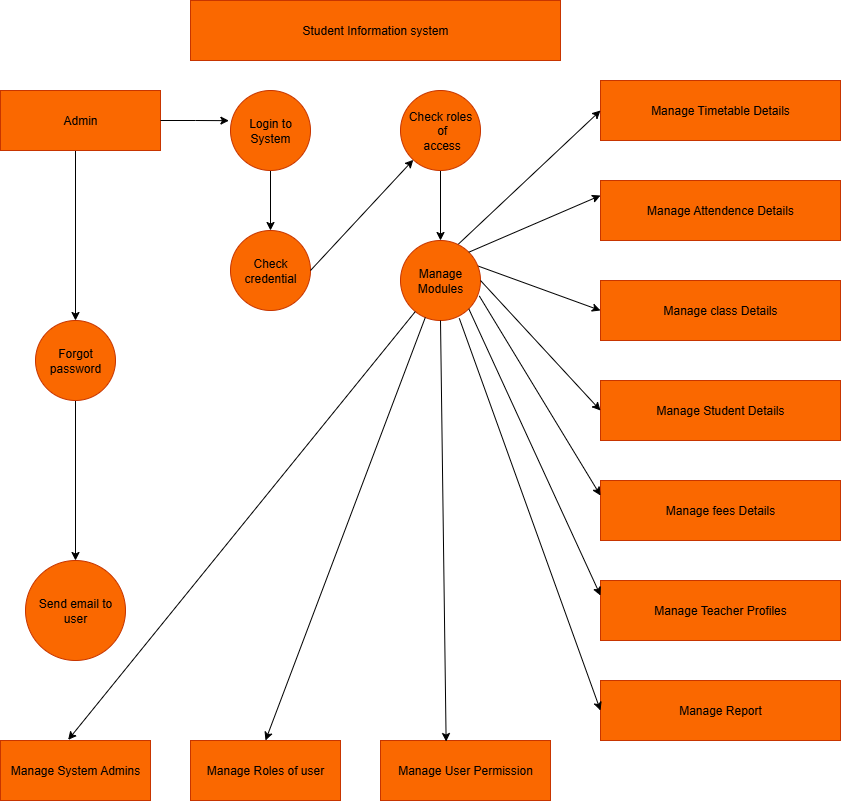 Student Information system
Admin
Login to
System
Check roles
of
access
Manage Timetable Details
Manage Attendence Details
Check
credential
Manage
Modules
Manage class Details
Forgot
password
Manage Student Details
Manage fees Details
Send email to
user
Manage Teacher Profiles
Manage Report
Manage System Admins
Manage Roles of user
Manage User Permission